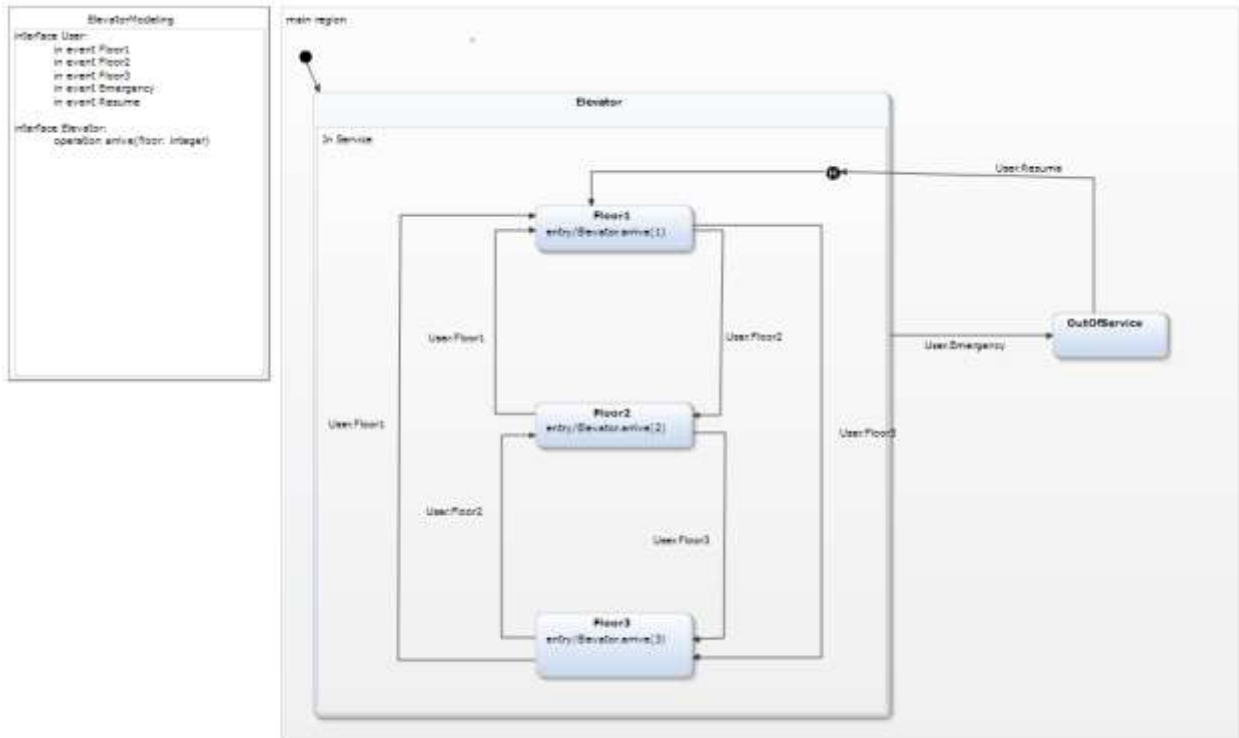 ElevatorModeling
interface User:
in event Floor1
in event Floor2
in event Floor3
in event Emergency
in event Resume
interface Elevator:
operation arrive(floor: integer)
main region
Elevator
In Service
H
User.Resume
Floor1
entry/Elevator.arrive(1)
User.Floor1
User.Floor2
OutOfService
User.Emergency
Floor2
entry/Elevator.arrive(2)
User.Floor1
User.Floor3
User.Floor2
User.Floor3
Floor3
entry/Elevator.arrive(3)